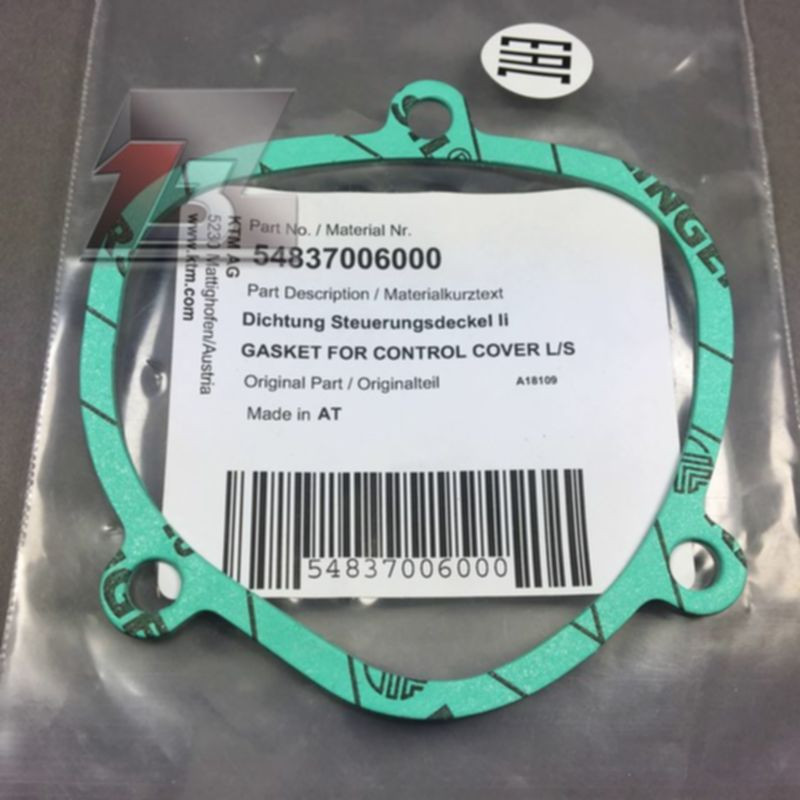 EAC
KTM AG
5230 Mattighofen/Austria
www.ktm.com
Part No. / Material Nr.
54837006000
Part Description / Materialkurztext
Dichtung Steuerungsdeckel li
GASKET FOR CONTROL COVER L/S
Original Part / Originalteil A18109
Made in AT
54837006000